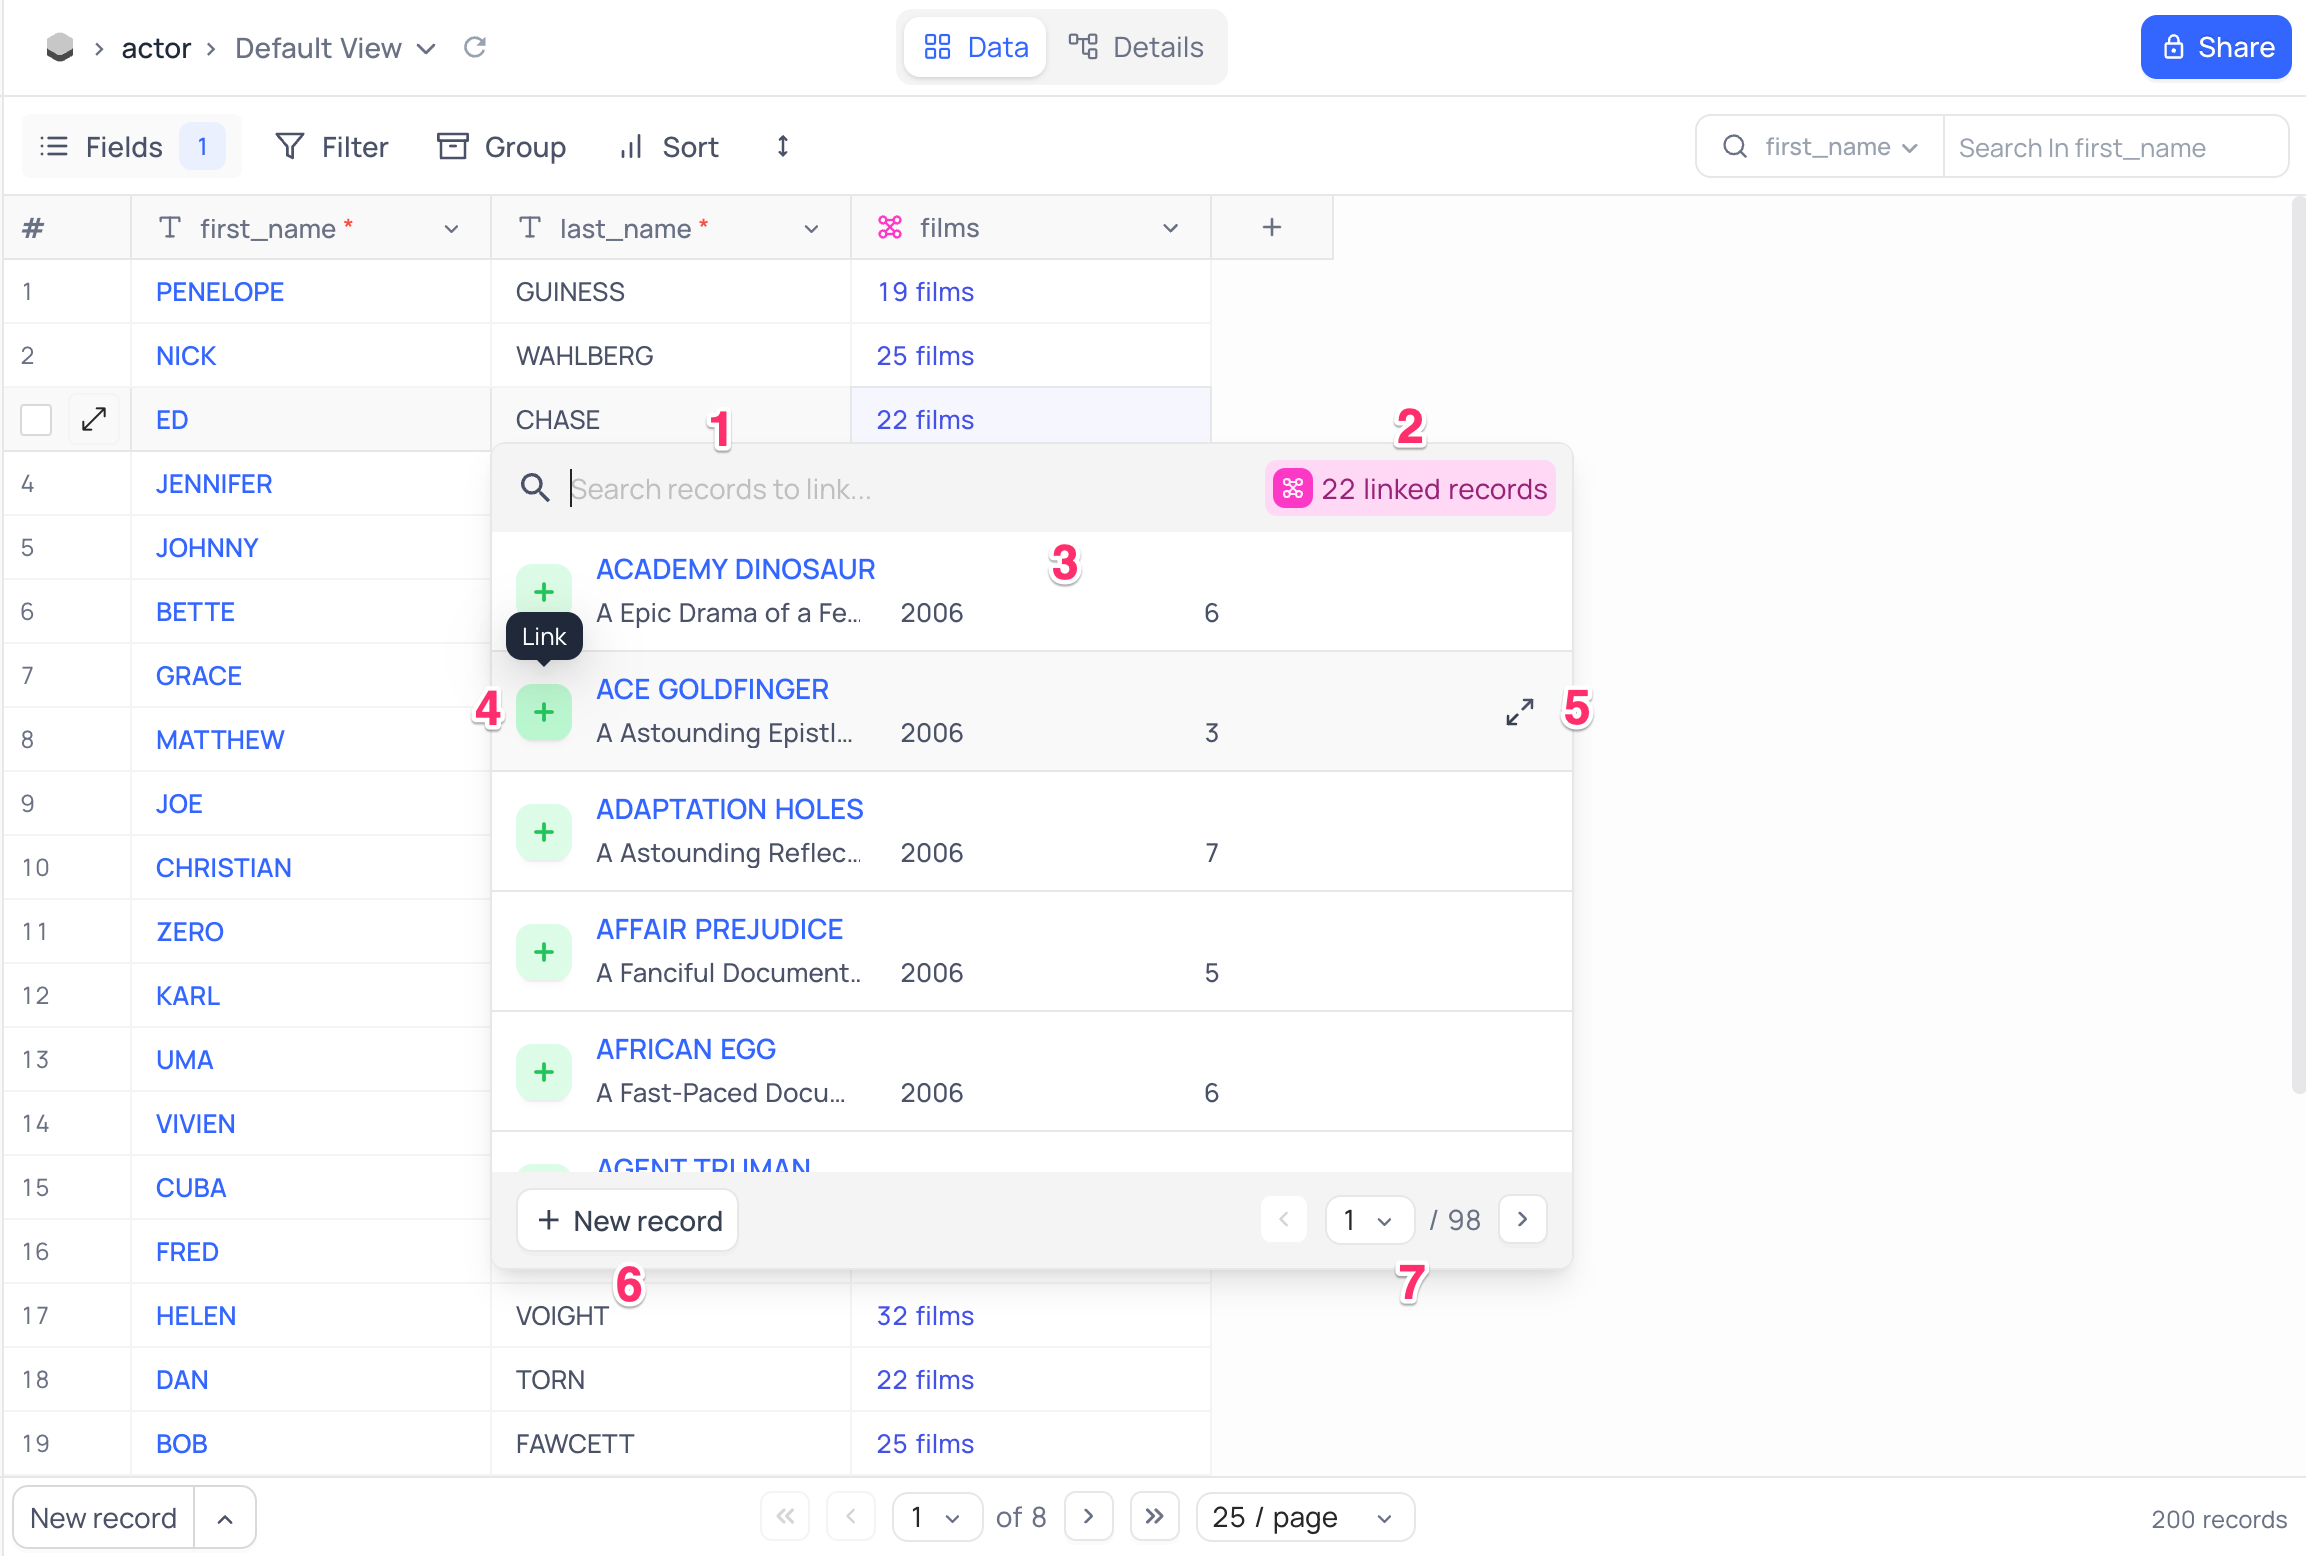 actor Default View Data Details Share
Fields 1 Filter Group Sort first_name Search In first_name
# first_name * last_name * films +
1 PENELOPE GUINESS 19 films
2 NICK WAHLBERG 25 films
ED CHASE 22 films
1 2
4 JENNIFER
Search records to link... 22 linked records
5 JOHNNY
ACADEMY DINOSAUR 3
6 BETTE
A Epic Drama of a Fe... 2006 6
Link
7 GRACE
ACE GOLDFINGER
4 5
8 MATTHEW
A Astounding Epistl... 2006 3
9 JOE
ADAPTATION HOLES
A Astounding Reflec... 2006 7
10 CHRISTIAN
11 ZERO
AFFAIR PREJUDICE
A Fanciful Document... 2006 5
12 KARL
13 UMA
AFRICAN EGG
A Fast-Paced Docu... 2006 6
14 VIVIEN
AGENT TRUMAN
15 CUBA
+ New record 1 / 98
16 FRED
6 7
17 HELEN VOIGHT 32 films
18 DAN TORN 22 films
19 BOB FAWCETT 25 films
New record 1 of 8 25 / page 200 records